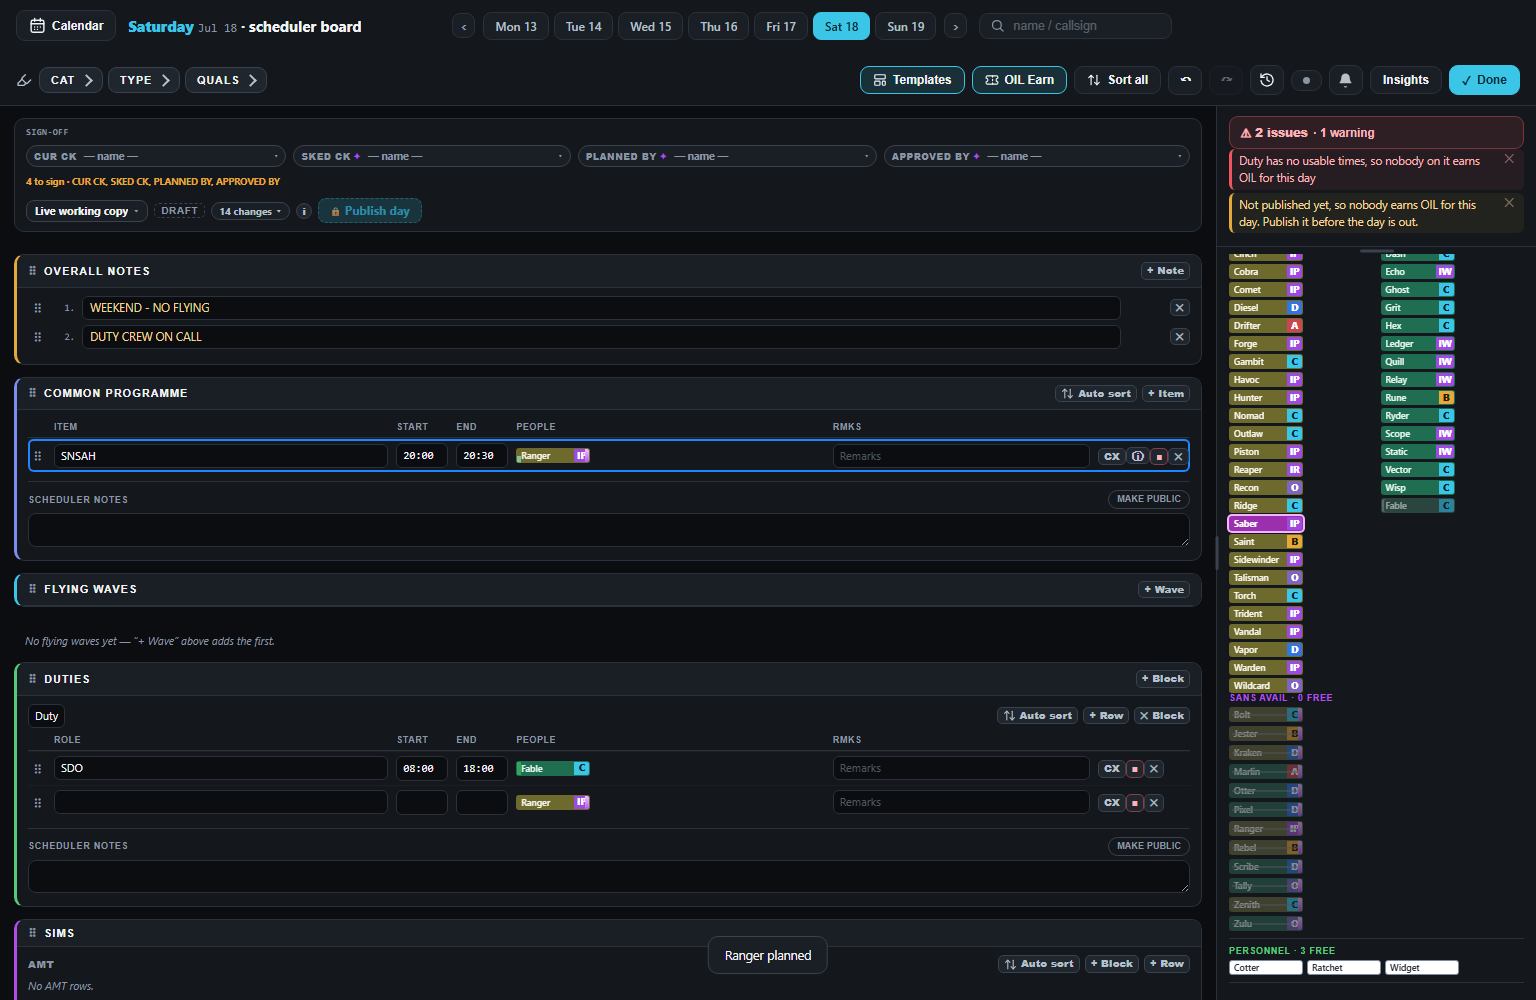 Calendar
Saturday Jul 18 · scheduler board
‹ Mon 13 Tue 14 Wed 15 Thu 16 Fri 17 Sat 18 Sun 19 ›
name / callsign
CAT TYPE QUALS
Templates OIL Earn Sort all Insights ✓ Done
SIGN-OFF
CUR CK — name — SKED CK ✦ — name — PLANNED BY ✦ — name — APPROVED BY ✦ — name —
4 to sign · CUR CK, SKED CK, PLANNED BY, APPROVED BY
Live working copy DRAFT 14 changes i Publish day
OVERALL NOTES + Note
1. WEEKEND - NO FLYING
2. DUTY CREW ON CALL
COMMON PROGRAMME Auto sort + Item
ITEM START END PEOPLE RMKS
SNSAH 20:00 20:30 Ranger Remarks CX
SCHEDULER NOTES MAKE PUBLIC
FLYING WAVES + Wave
No flying waves yet — "+ Wave" above adds the first.
DUTIES + Block
Duty Auto sort + Row × Block
ROLE START END PEOPLE RMKS
SDO 08:00 18:00 Fable C Remarks CX
Ranger Remarks CX
SCHEDULER NOTES MAKE PUBLIC
SIMS
AMT Auto sort + Block + Row
No AMT rows.
Ranger planned
⚠ 2 issues · 1 warning
Duty has no usable times, so nobody on it earns
OIL for this day
Not published yet, so nobody earns OIL for this
day. Publish it before the day is out.
Cobra IP
Comet IP
Diesel D
Drifter A
Forge IP
Gambit C
Havoc IP
Hunter IP
Nomad C
Outlaw C
Piston IP
Reaper IR
Recon O
Ridge C
Saber IP
Saint B
Sidewinder IP
Talisman O
Torch C
Trident IP
Vandal IP
Vapor D
Warden IP
Wildcard O
Dash C
Echo IW
Ghost C
Grit C
Hex C
Ledger IW
Quill IW
Relay IW
Rune B
Ryder C
Scope IW
Static IW
Vector C
Wisp C
Fable C
SANS AVAIL · 0 FREE
Bolt C
Jester B
Kraken D
Marlin A
Otter D
Pixel D
Ranger IP
Rebel B
Scribe D
Tally O
Zenith C
Zulu O
PERSONNEL · 3 FREE
Cotter Ratchet Widget